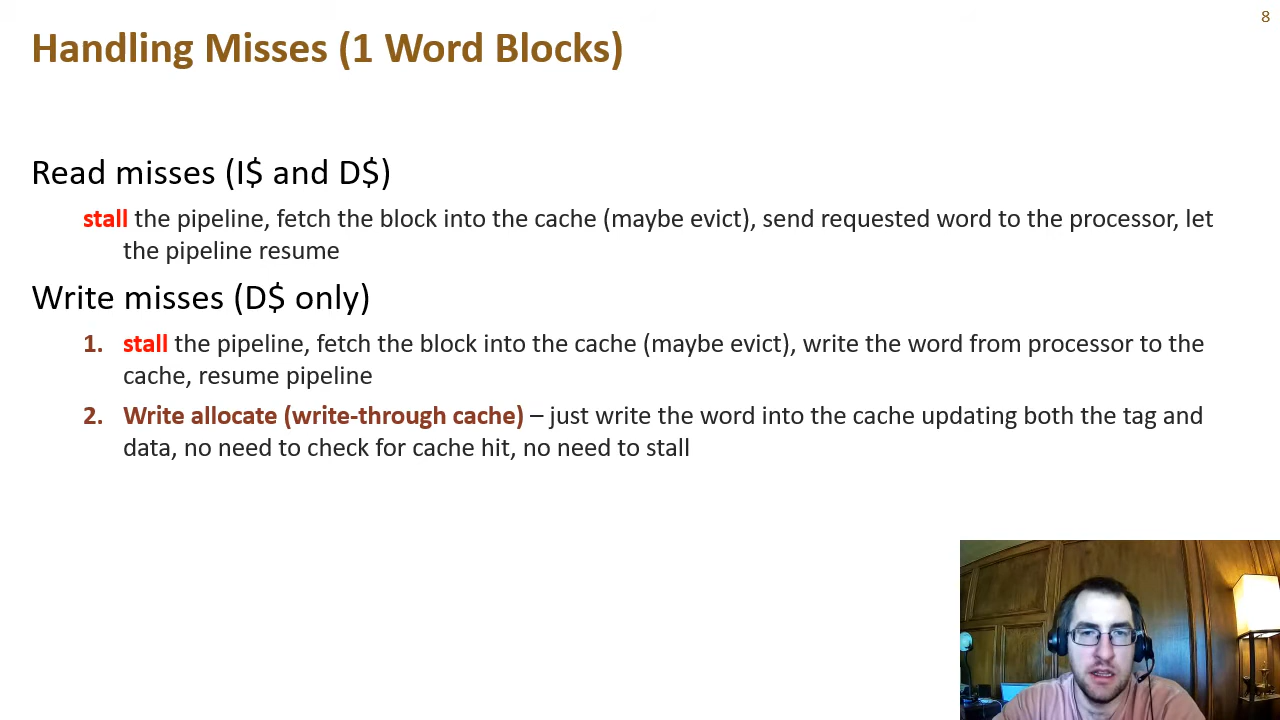 8
Handling Misses (1 Word Blocks)
Read misses (I$ and D$)
stall the pipeline, fetch the block into the cache (maybe evict), send requested word to the processor, let
the pipeline resume
Write misses (D$ only)
1. stall the pipeline, fetch the block into the cache (maybe evict), write the word from processor to the
cache, resume pipeline
2. Write allocate (write-through cache) – just write the word into the cache updating both the tag and
data, no need to check for cache hit, no need to stall